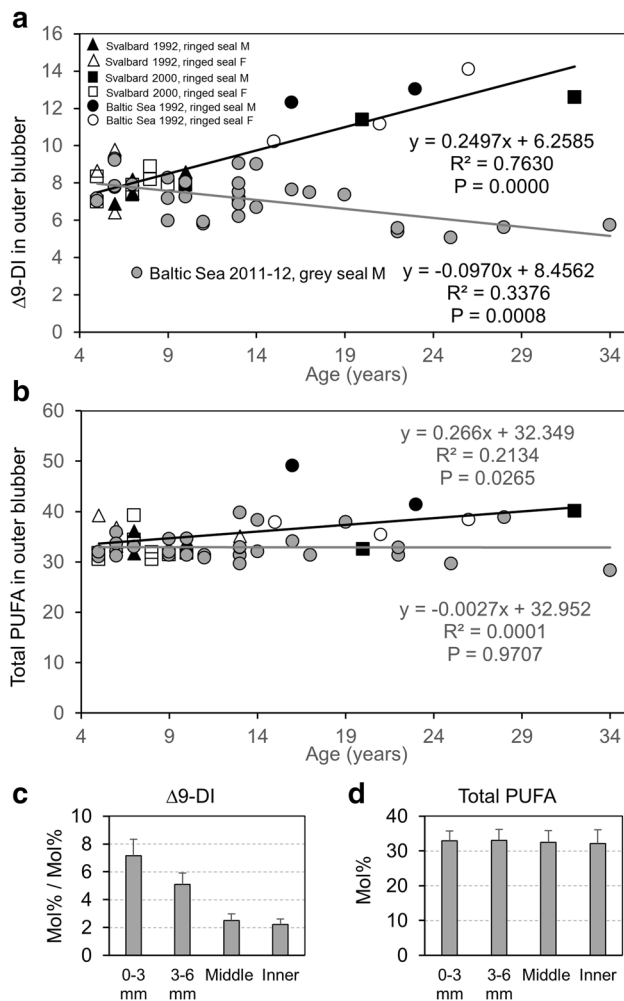 a
16
14
12
10
8
6
4
2
0
Δ9-DI in outer blubber
Svalbard 1992, ringed seal M
Svalbard 1992, ringed seal F
Svalbard 2000, ringed seal M
Svalbard 2000, ringed seal F
Baltic Sea 1992, ringed seal M
Baltic Sea 1992, ringed seal F
y = 0.2497x + 6.2585
R² = 0.7630
P = 0.0000
Baltic Sea 2011-12, grey seal M
y = -0.0970x + 8.4562
R² = 0.3376
P = 0.0008
4 9 14 19 24 29 34
Age (years)
b
60
50
40
30
20
10
0
Total PUFA in outer blubber
y = 0.266x + 32.349
R² = 0.2134
P = 0.0265
y = -0.0027x + 32.952
R² = 0.0001
P = 0.9707
4 9 14 19 24 29 34
Age (years)
c
Δ9-DI
10
8
6
4
2
0
Mol% / Mol%
0-3 3-6 Middle Inner
mm mm
d
Total PUFA
40
30
20
10
0
Mol%
0-3 3-6 Middle Inner
mm mm